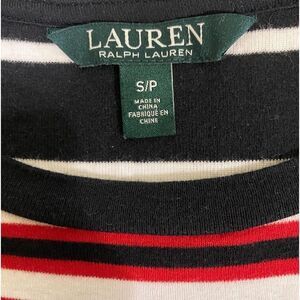 LAUREN
RALPH LAUREN
S/P
MADE IN
CHINA
FABRIQUÉ EN
CHINE